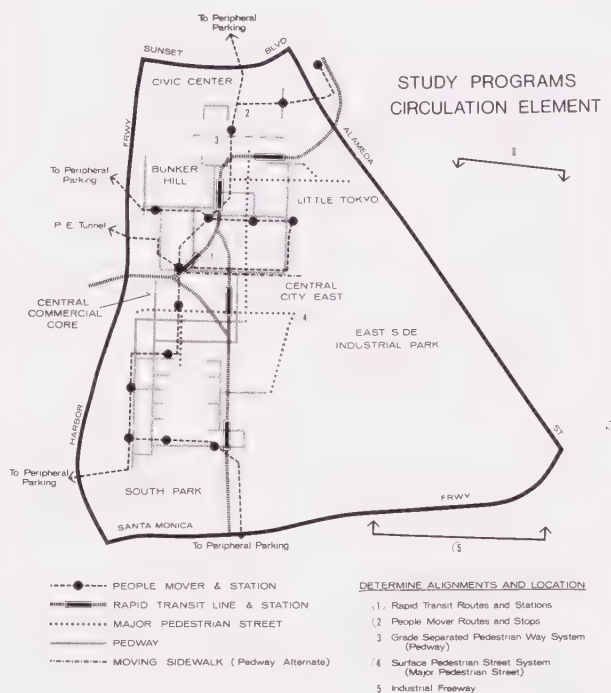 STUDY PROGRAMS
CIRCULATION ELEMENT
To Peripheral
Parking
SUNSET
BLVD
CIVIC CENTER
2
3
FRWY
ALAMEDA
To Peripheral
Parking
BUNKER
HILL
LITTLE TOKYO
P E Tunnel
1
CENTRAL
CITY EAST
CENTRAL
COMMERCIAL
CORE
4
EAST S DE
INDUSTRIAL PARK
HARBOR
ST
To Peripheral
Parking
SOUTH PARK
FRWY
SANTA MONICA
To Peripheral Parking
(5
PEOPLE MOVER & STATION
RAPID TRANSIT LINE & STATION
MAJOR PEDESTRIAN STREET
PEDWAY
MOVING SIDEWALK (Pedway Alternate)
DETERMINE ALIGNMENTS AND LOCATION
(1) Rapid Transit Routes and Stations
(2 People Mover Routes and Stops
3 Grade Separated Pedestrian Way System
(Pedway)
(4 Surface Pedestrian Street System
(Major Pedestrian Street)
5 Industrial Freeway